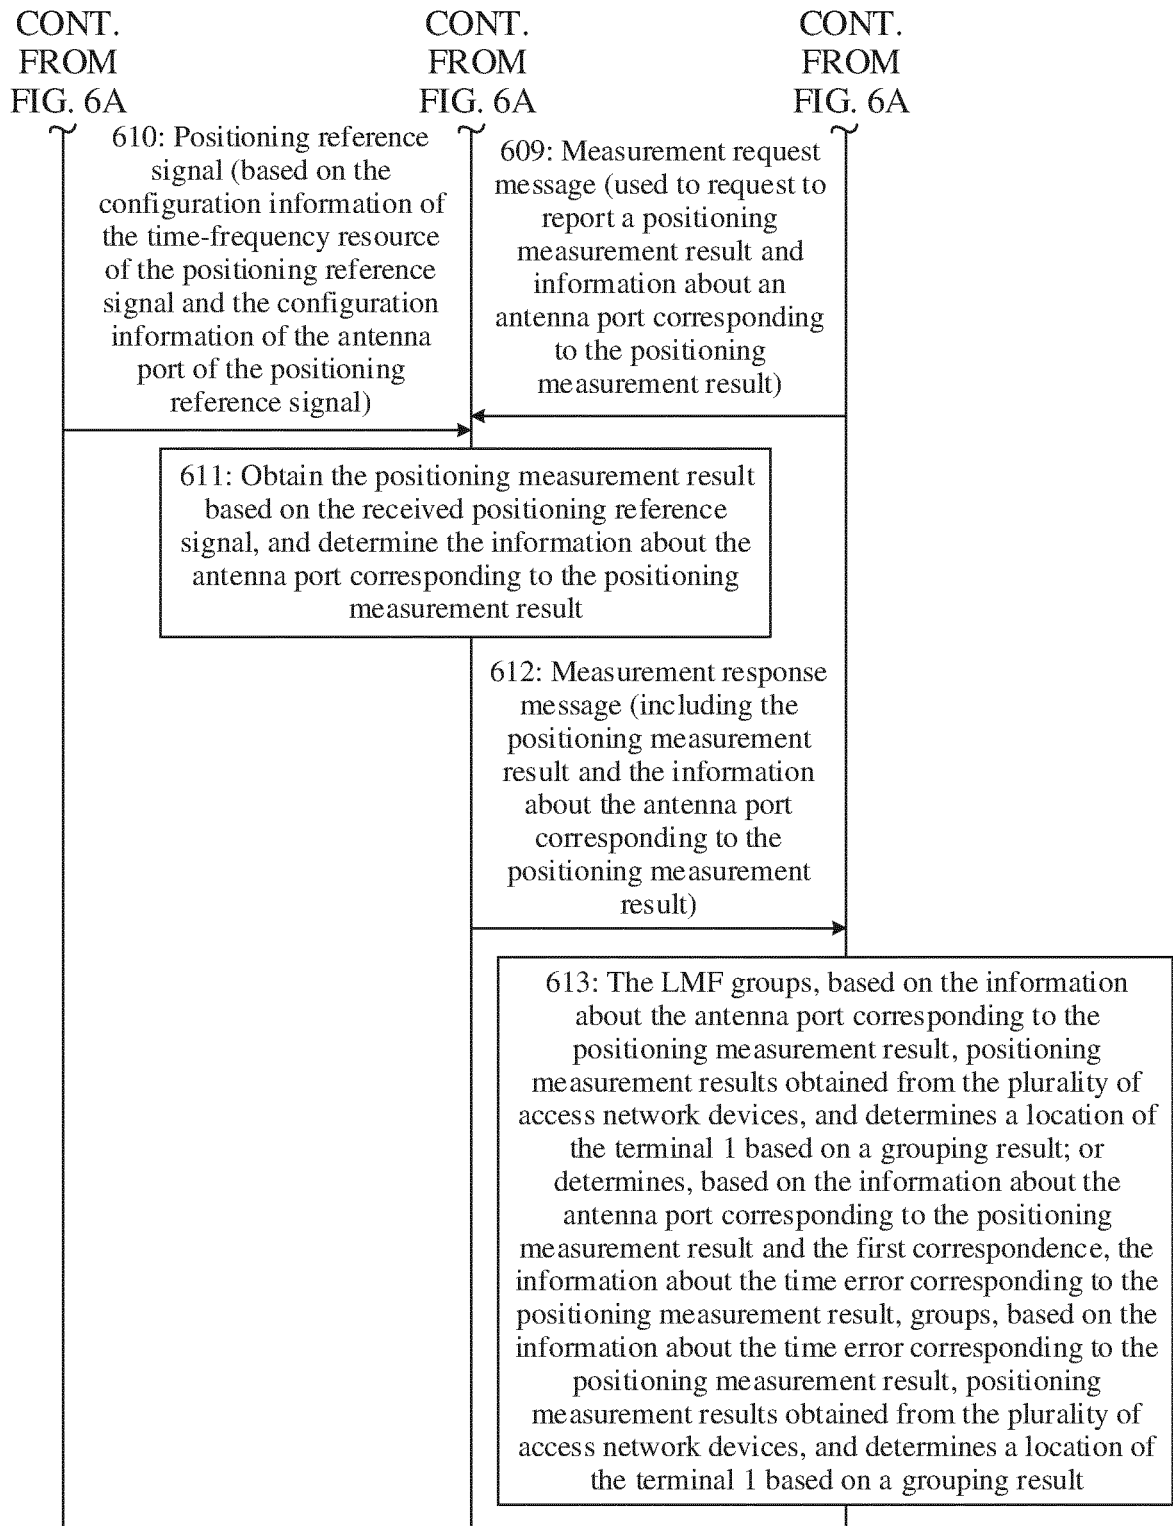 CONT.
FROM
FIG. 6A
CONT.
FROM
FIG. 6A
CONT.
FROM
FIG. 6A
610: Positioning reference
signal (based on the
configuration information of
the time-frequency resource
of the positioning reference
signal and the configuration
information of the antenna
port of the positioning
reference signal)
609: Measurement request
message (used to request to
report a positioning
measurement result and
information about an
antenna port corresponding
to the positioning
measurement result)
611: Obtain the positioning measurement result
based on the received positioning reference
signal, and determine the information about the
antenna port corresponding to the positioning
measurement result
612: Measurement response
message (including the
positioning measurement
result and the information
about the antenna port
corresponding to the
positioning measurement
result)
613: The LMF groups, based on the information
about the antenna port corresponding to the
positioning measurement result, positioning
measurement results obtained from the plurality of
access network devices, and determines a location of
the terminal 1 based on a grouping result; or
determines, based on the information about the
antenna port corresponding to the positioning
measurement result and the first correspondence, the
information about the time error corresponding to the
positioning measurement result, groups, based on the
information about the time error corresponding to the
positioning measurement result, positioning
measurement results obtained from the plurality of
access network devices, and determines a location of
the terminal 1 based on a grouping result